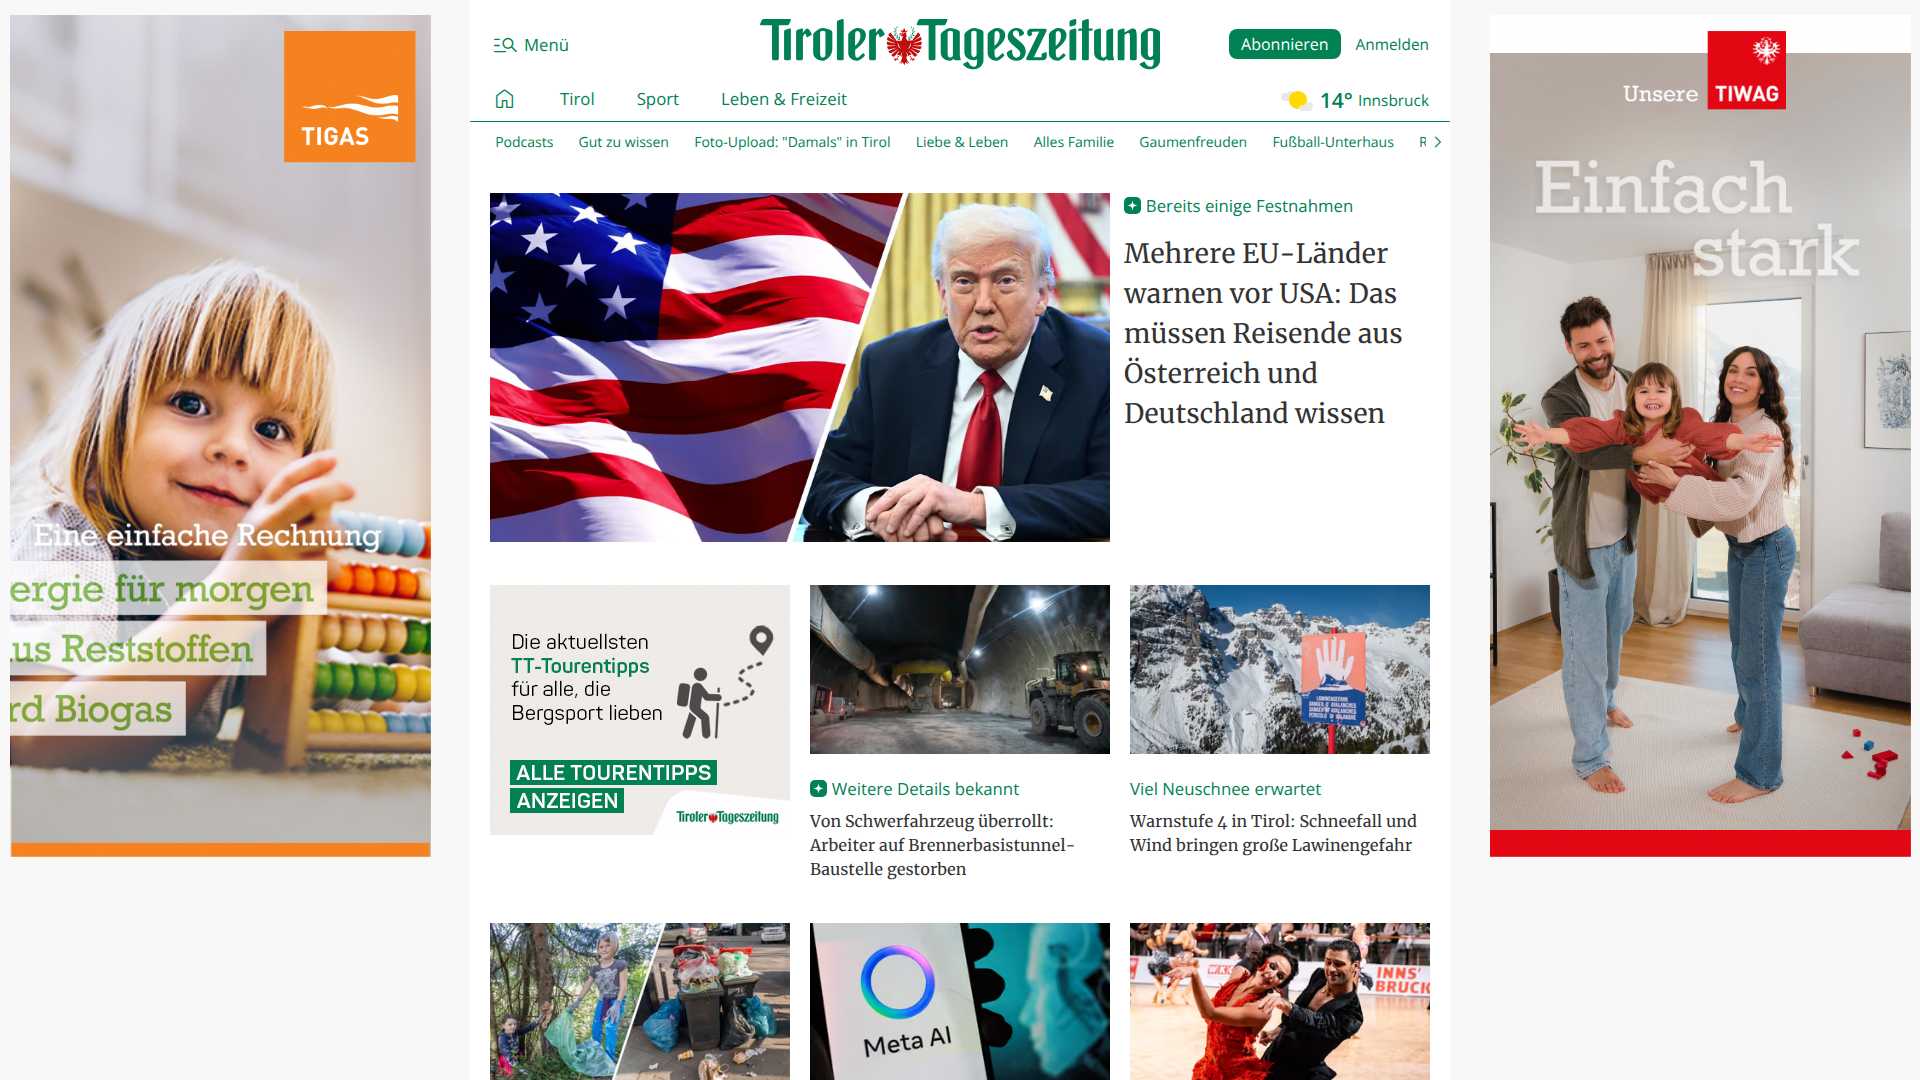 Menü
Tiroler Tageszeitung
Abonnieren
Anmelden
Tirol
Sport
Leben & Freizeit
14° Innsbruck
Podcasts
Gut zu wissen
Foto-Upload: "Damals" in Tirol
Liebe & Leben
Alles Familie
Gaumenfreuden
Fußball-Unterhaus
TIGAS
Eine einfache Rechnung
ergie für morgen
us Reststoffen
rd Biogas
Bereits einige Festnahmen
Mehrere EU-Länder
warnen vor USA: Das
müssen Reisende aus
Österreich und
Deutschland wissen
Unsere TIWAG
Einfach
stark
Die aktuellsten
TT-Tourentipps
für alle, die
Bergsport lieben
ALLE TOURENTIPPS
ANZEIGEN
Tiroler Tageszeitung
Weitere Details bekannt
Von Schwerfahrzeug überrollt:
Arbeiter auf Brennerbasistunnel-
Baustelle gestorben
Viel Neuschnee erwartet
Warnstufe 4 in Tirol: Schneefall und
Wind bringen große Lawinengefahr
Meta AI
INNS'
BRUCK